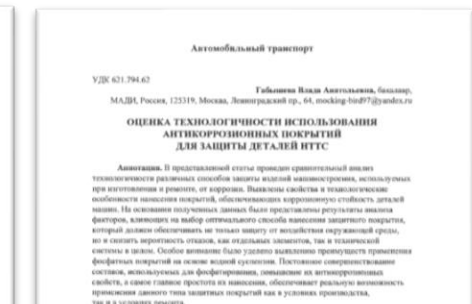 Автомобильный транспорт
УДК 621.794.62
Габышева Влада Анатольевна, бакалавр,
МАДИ, Россия, 125319, Москва, Ленинградский пр., 64, mocking-bird97@yandex.ru
ОЦЕНКА ТЕХНОЛОГИЧНОСТИ ИСПОЛЬЗОВАНИЯ
АНТИКОРРОЗИОННЫХ ПОКРЫТИЙ
ДЛЯ ЗАЩИТЫ ДЕТАЛЕЙ НТТС
Аннотация. В представленной статье проведен сравнительный анализ
технологичности различных способов защиты изделий машиностроения, используемых
при изготовлении и ремонте, от коррозии. Выявлены свойства и технологические
особенности нанесения покрытий, обеспечивающих коррозионную стойкость деталей
машин. На основании полученных данных были представлены результаты анализа
факторов, влияющих на выбор оптимального способа нанесения защитного покрытия,
который должен обеспечивать не только защиту от воздействия окружающей среды,
но и снизить вероятность отказов, как отдельных элементов, так и технической
системы в целом. Особое внимание было уделено выявлению преимуществ применения
фосфатных покрытий на основе водной суспензии. Постоянное совершенствование
составов, используемых для фосфатирования, повышение их антикоррозионных
свойств, а самое главное простота их нанесения, обеспечивает реальную возможность
применения данного типа защитных покрытий как в условиях производства,
так и в условиях ремонта.